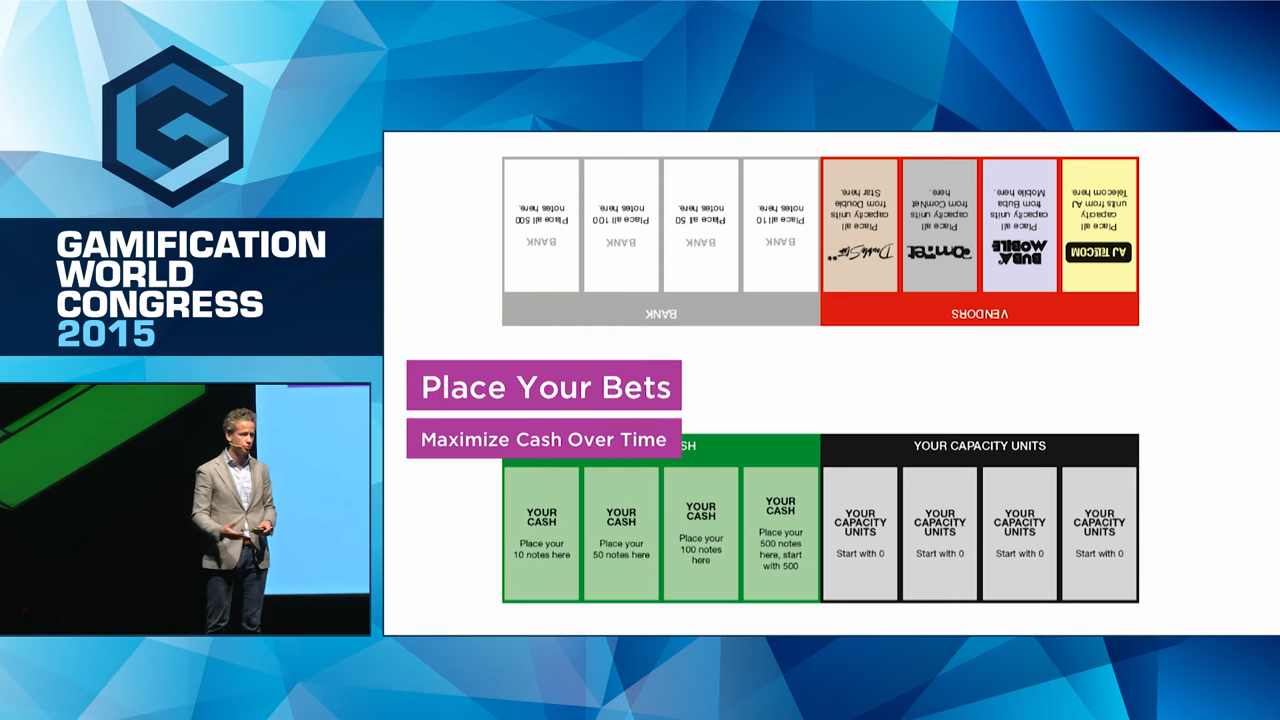 GAMIFICATION
WORLD
CONGRESS
2015
BANK
Place all 500
notes here.
BANK
Place all 100
notes here.
BANK
Place all 50
notes here.
BANK
Place all 10
notes here.
Double Star**
Place all
capacity units
from Double
Star here.
Place all
capacity units
from ComNet
here.
BUBA
MOBILE
Place all
capacity units
from Buba
Mobile here.
AJ TELECOM
Place all
capacity
units from AJ
Telecom here.
BANK
VENDORS
Place Your Bets
Maximize Cash Over Time
SH
YOUR CAPACITY UNITS
YOUR
CASH
Place your
10 notes here
YOUR
CASH
Place your
50 notes here
YOUR
CASH
Place your
100 notes
here
YOUR
CASH
Place your
500 notes
here, start
with 500
YOUR
CAPACITY
UNITS
Start with 0
YOUR
CAPACITY
UNITS
Start with 0
YOUR
CAPACITY
UNITS
Start with 0
YOUR
CAPACITY
UNITS
Start with 0